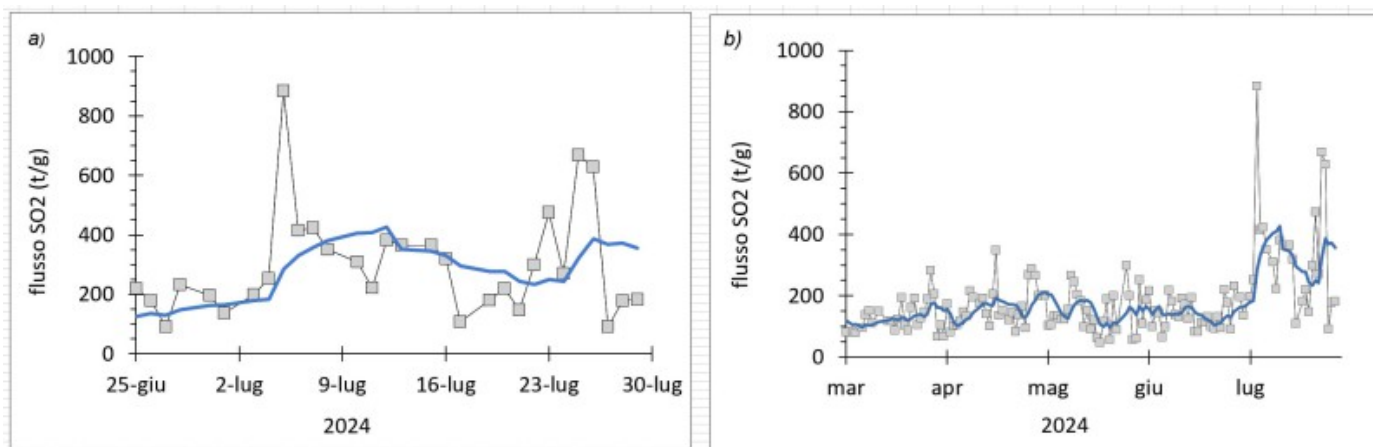 a)
flusso SO2 (t/g)
1000
800
600
400
200
0
25-giu 2-lug 9-lug 16-lug 23-lug 30-lug
2024
b)
flusso SO2 (t/g)
1000
800
600
400
200
0
mar apr mag giu lug
2024